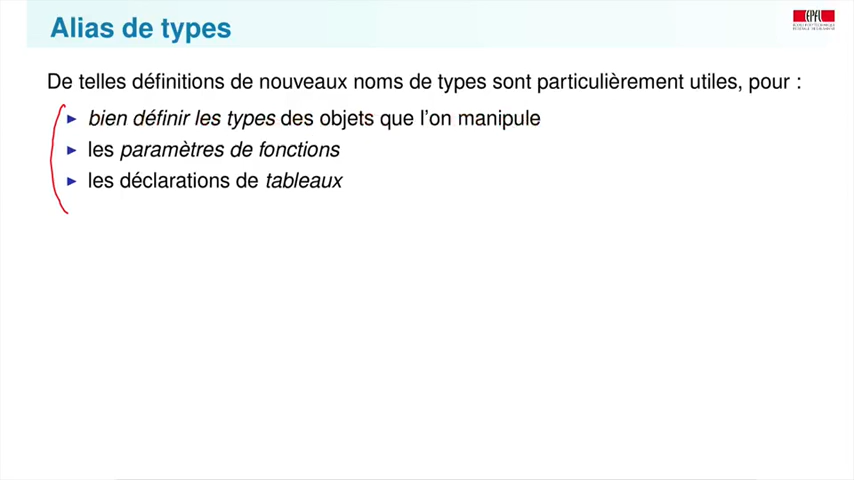 Alias de types
EPFL
De telles définitions de nouveaux noms de types sont particulièrement utiles, pour :
▶ bien définir les types des objets que l'on manipule
▶ les paramètres de fonctions
▶ les déclarations de tableaux